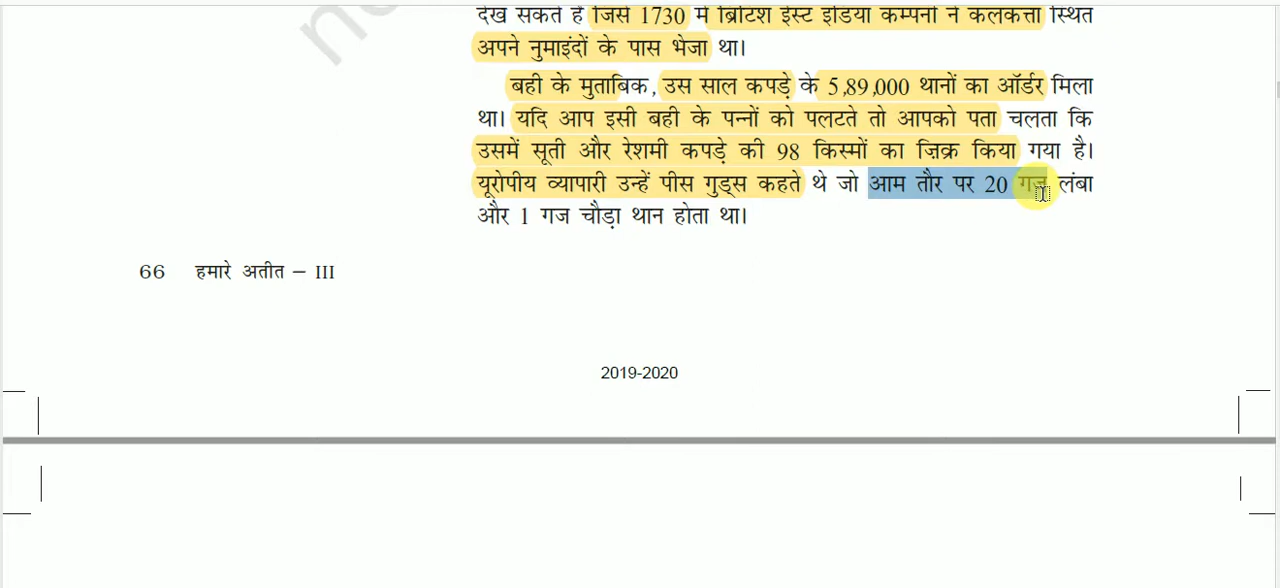 देख सकते हैं जिसे 1730 में ब्रिटिश ईस्ट इंडिया कम्पनी ने कलकत्ता स्थित
अपने नुमाइंदों के पास भेजा था।
बही के मुताबिक, उस साल कपड़े के 5,89,000 थानों का ऑर्डर मिला
था। यदि आप इसी बही के पन्नों को पलटते तो आपको पता चलता कि
उसमें सूती और रेशमी कपड़े की 98 किस्मों का ज़िक्र किया गया है।
यूरोपीय व्यापारी उन्हें पीस गुड्स कहते थे जो आम तौर पर 20 गज लंबा
और 1 गज चौड़ा थान होता था।
66 हमारे अतीत – III
2019-2020